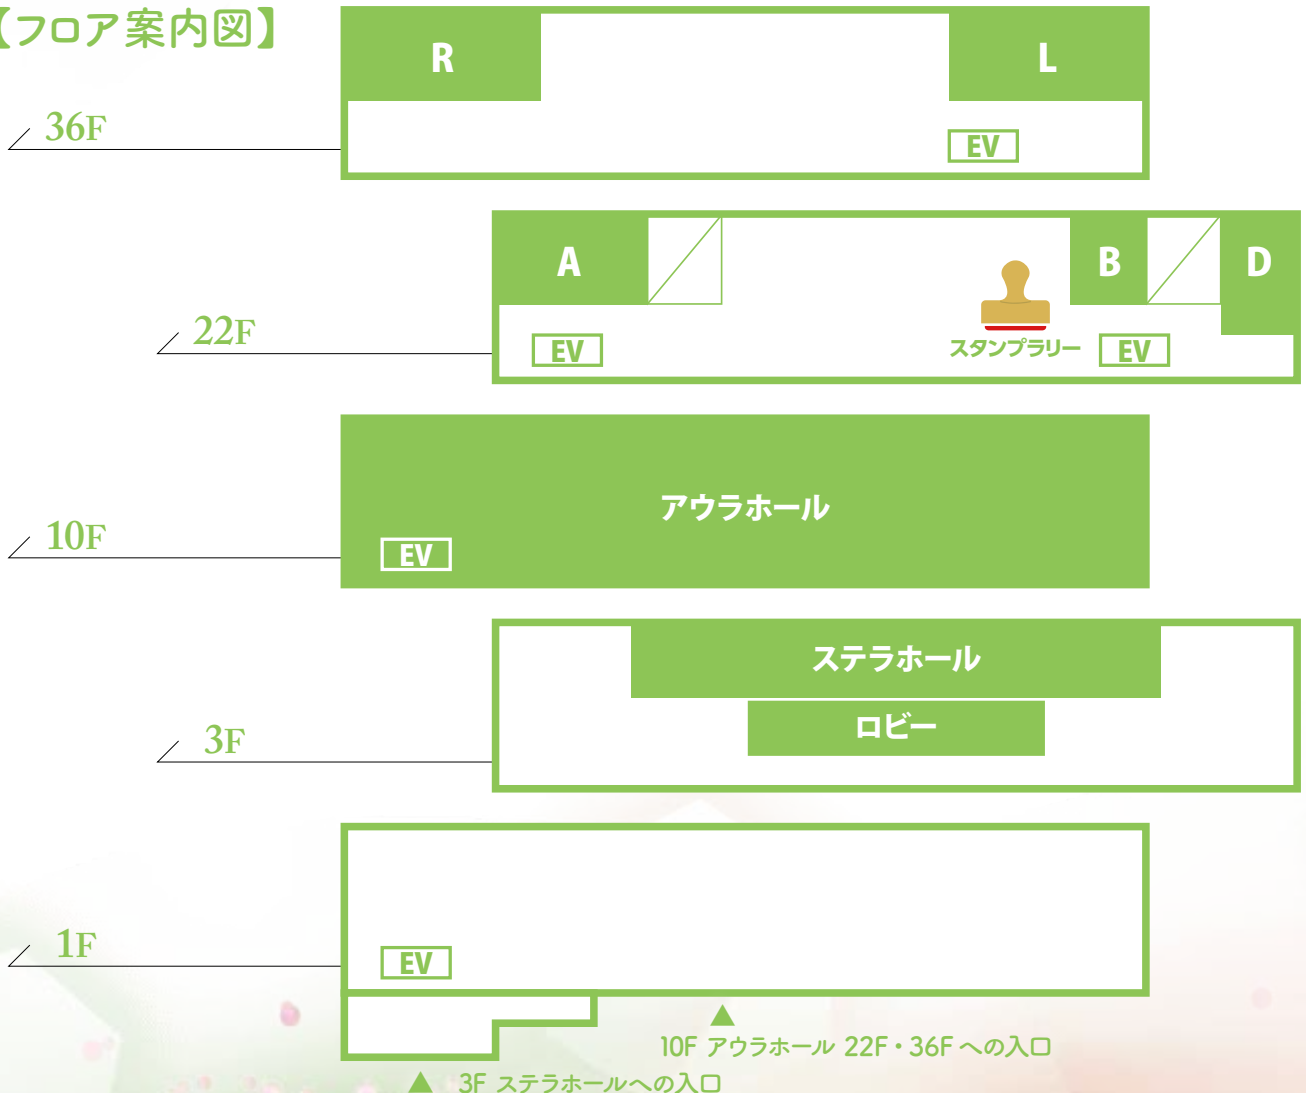 【フロア案内図】
R
L
36F
EV
A
B
D
スタンプラリー
22F
EV
EV
アウラホール
10F
EV
ステラホール
ロビー
3F
1F
EV
10F アウラホール 22F・36F への入口
3F ステラホールへの入口